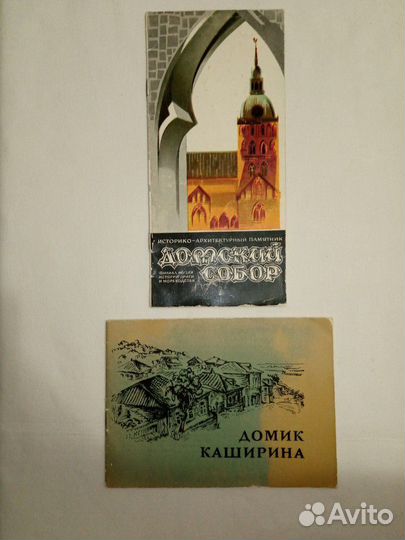 ИСТОРИКО-АРХИТЕКТУРНЫЙ ПАМЯТНИК
ДОМСКИЙ
СОБОР
ФИЛИАЛ МУЗЕЯ
ИСТОРИИ РИГИ
И МОРЕХОДСТВА
ДОМИК
КАШИРИНА
Avito